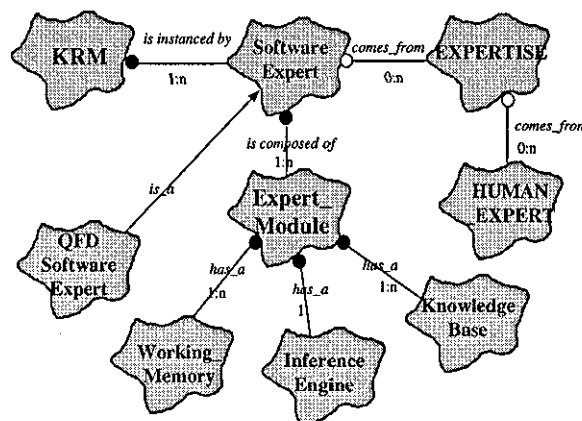 is instanced by
KRM
1:n
Software
Expert
comes_from
0:n
EXPERTISE
comes_from
0:n
is composed of
1:n
is_a
Expert_
Module
HUMAN
EXPERT
QFD
Software
Expert
has_a
1:n
has_a
1
has_a
1:n
Knowledge
Base
Working_
Memory
Inference
Engine